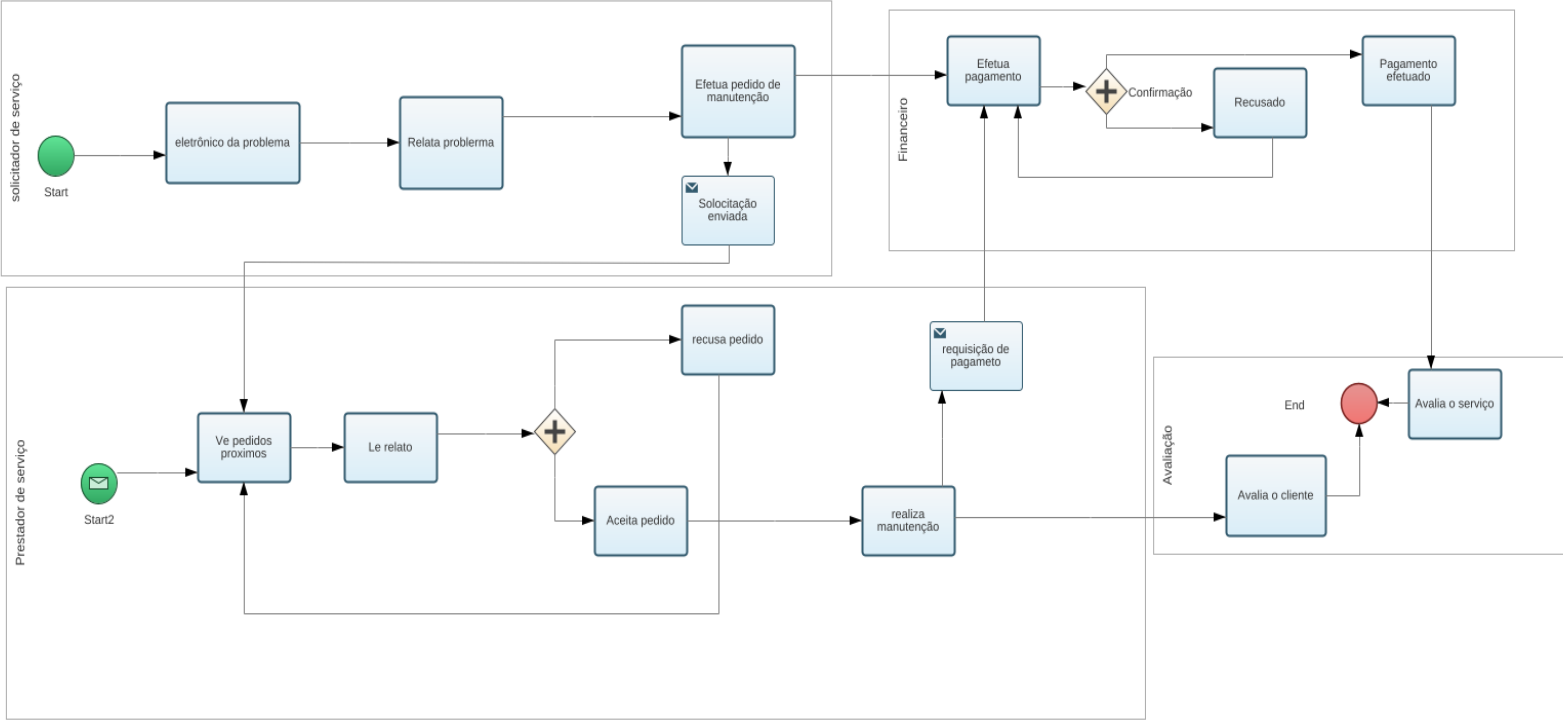 solicitador de serviço
Start
eletrônico da problema
Relata problerma
Efetua pedido de
manutenção
Solocitação
enviada
Financeiro
Efetua
pagamento
Confirmação
Recusado
Pagamento
efetuado
Prestador de serviço
Start2
Ve pedidos
proximos
Le relato
recusa pedido
Aceita pedido
realiza
manutenção
requisição de
pagameto
Avaliação
End
Avalia o serviço
Avalia o cliente